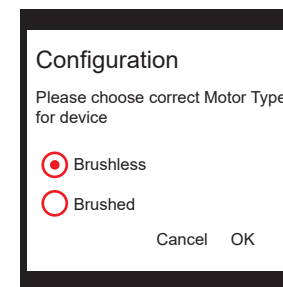 Configuration
Please choose correct Motor Type
for device
Brushless
Brushed
Cancel OK